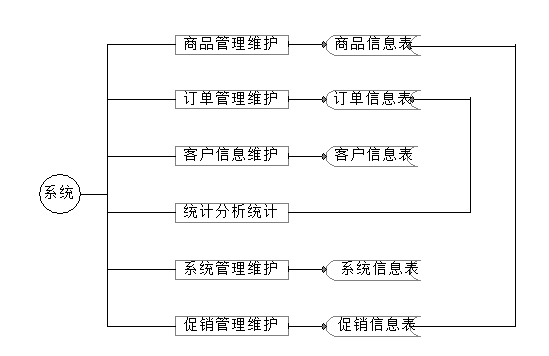 商品管理维护 商品信息表
订单管理维护 订单信息表
客户信息维护 客户信息表
系统
统计分析统计
系统管理维护 系统信息表
促销管理维护 促销信息表